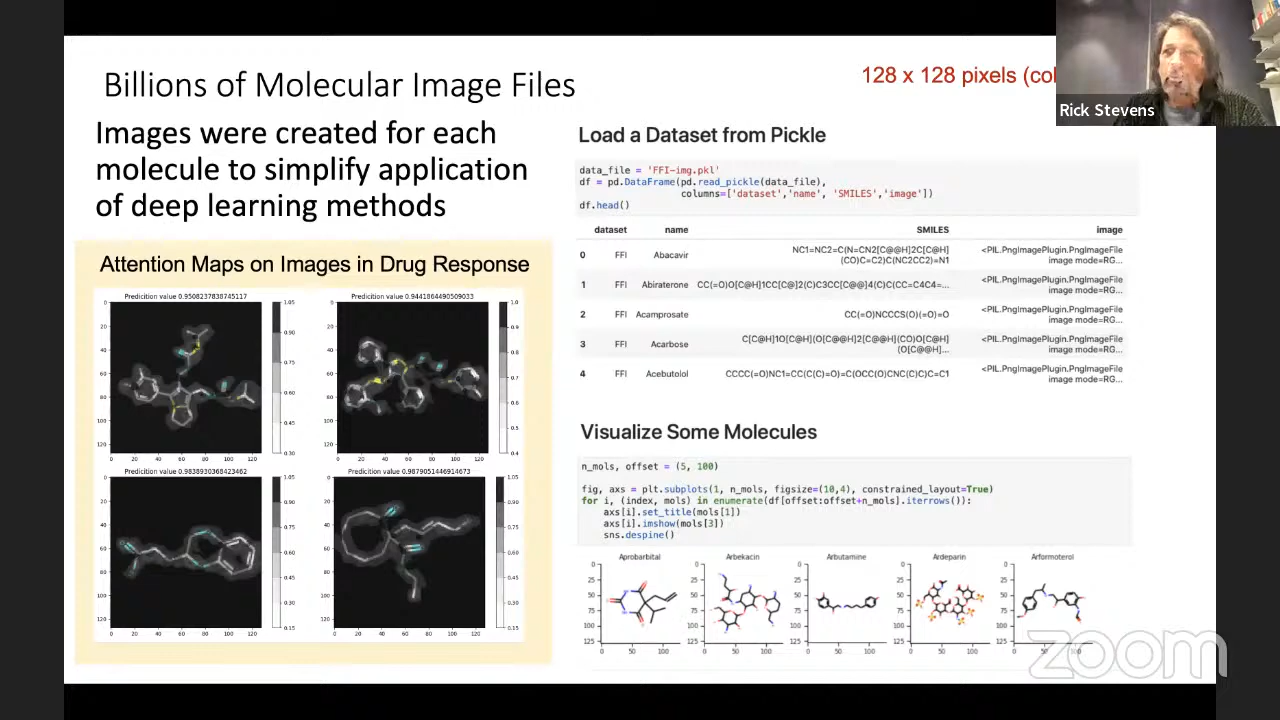 Billions of Molecular Image Files
128 x 128 pixels
Rick Stevens
Images were created for each
molecule to simplify application
of deep learning methods
Attention Maps on Images in Drug Response
Predicition value 0.9508237838745117
Predicition value 0.9441864490509033
Predicition value 0.9838930368423462
Predicition value 0.9879051446914673
Load a Dataset from Pickle
data_file = 'FFI-img.pkl'
df = pd.DataFrame(pd.read_pickle(data_file),
columns=['dataset','name', 'SMILES','image'])
df.head()
dataset name SMILES image
0 FFI Abacavir NC1=NC2=C(N=CN2[C@@H]2C[C@H] <PIL.PngImagePlugin.PngImageFile
(CO)C=C2)C(NC2CC2)=N1 image mode=RG...
1 FFI Abiraterone CC(=O)O[C@H]1CC[C@]2(C)C3CC[C@@]4(C)C(CC=C4C4=... <PIL.PngImagePlugin.PngImageFile
image mode=RG...
2 FFI Acamprosate CC(=O)NCCCS(O)(=O)=O <PIL.PngImagePlugin.PngImageFile
image mode=RG...
3 FFI Acarbose C[C@H]1O[C@H](O[C@@H]2[C@@H](CO)O[C@H] <PIL.PngImagePlugin.PngImageFile
(O[C@@H]... image mode=RG...
4 FFI Acebutolol CCCC(=O)NC1=CC(C(C)=O)=C(OCC(O)CNC(C)C)C=C1 <PIL.PngImagePlugin.PngImageFile
image mode=RG...
Visualize Some Molecules
n_mols, offset = (5, 100)
fig, axs = plt.subplots(1, n_mols, figsize=(10,4), constrained_layout=True)
for i, (index, mols) in enumerate(df[offset:offset+n_mols].iterrows()):
axs[i].set_title(mols[1])
axs[i].imshow(mols[3])
sns.despine()
Aprobarbital Arbekacin Arbutamine Ardeparin Arformoterol
zoom